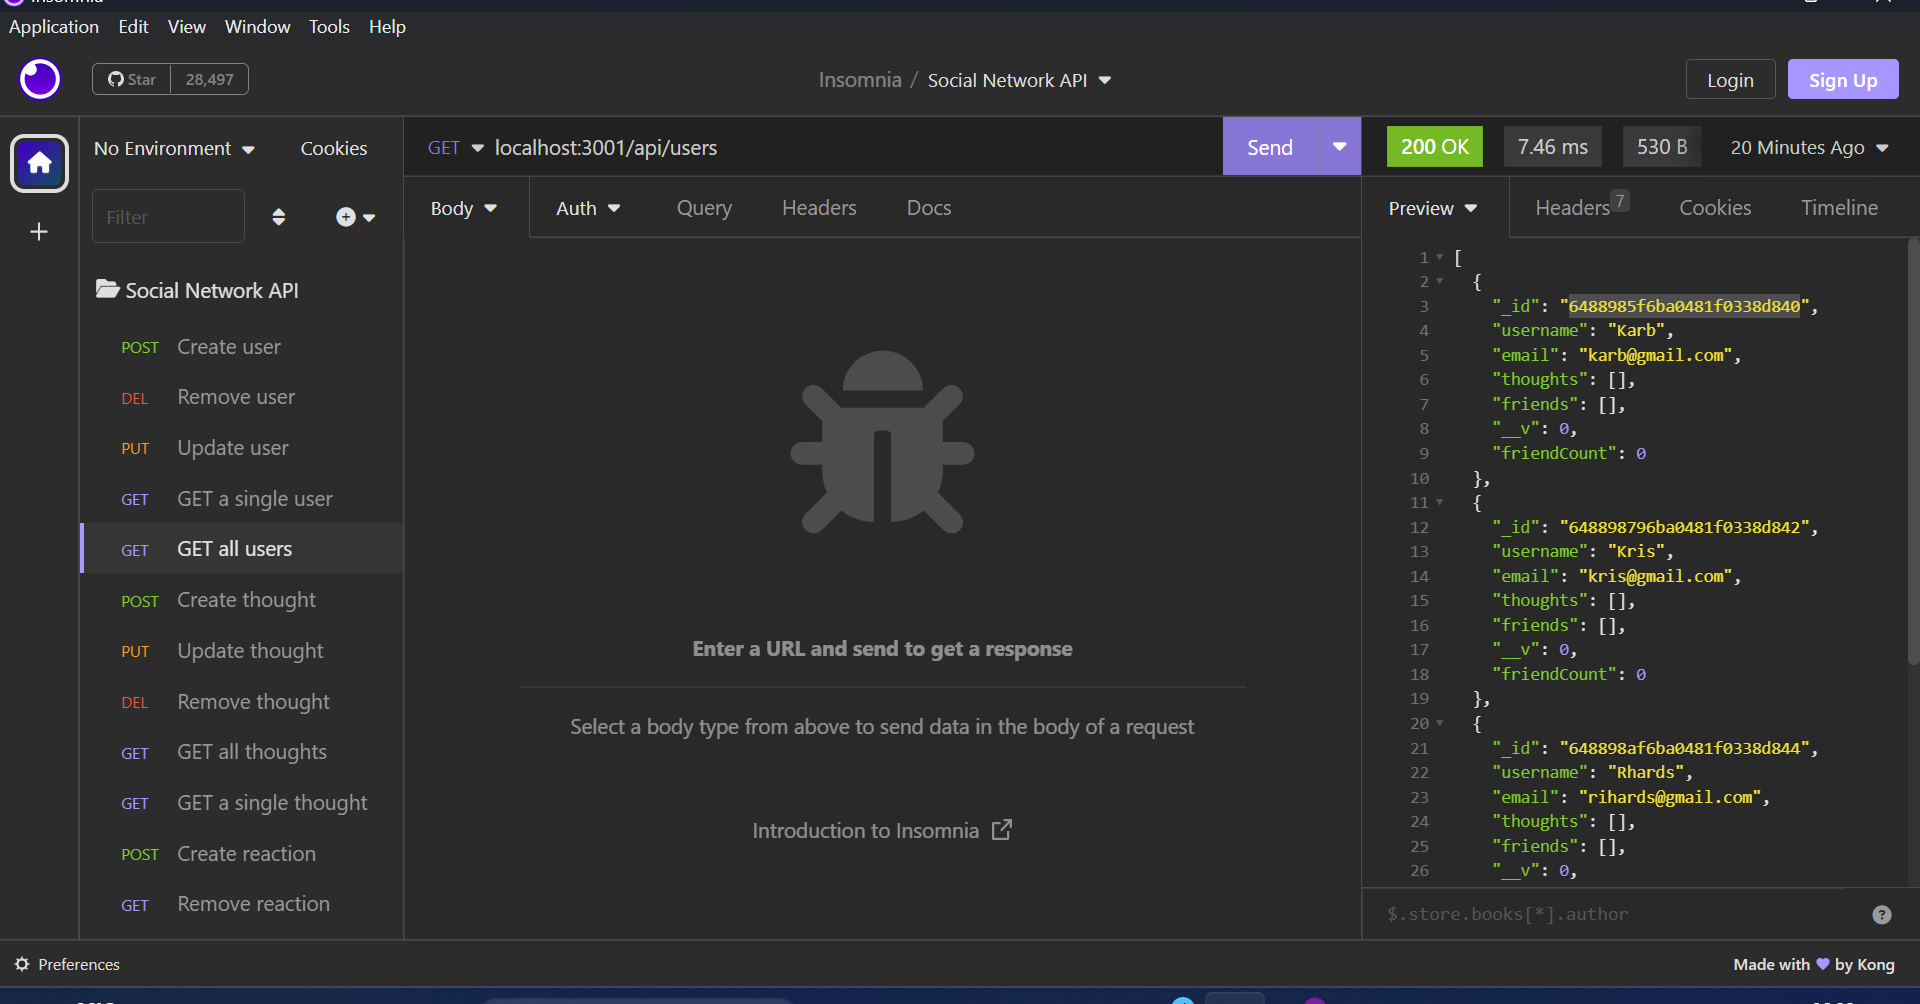 Insomnia
Application Edit View Window Tools Help
Star 28,497
Insomnia / Social Network API
Login Sign Up
No Environment Cookies
GET localhost:3001/api/users Send
200 OK 7.46 ms 530 B 20 Minutes Ago
Filter
Body Auth Query Headers Docs
Preview Headers 7 Cookies Timeline
Social Network API
POST Create user
DEL Remove user
PUT Update user
GET GET a single user
GET GET all users
POST Create thought
PUT Update thought
DEL Remove thought
GET GET all thoughts
GET GET a single thought
POST Create reaction
GET Remove reaction
Enter a URL and send to get a response
Select a body type from above to send data in the body of a request
Introduction to Insomnia
1 [
2 {
3 "_id": "6488985f6ba0481f0338d840",
4 "username": "Karb",
5 "email": "karb@gmail.com",
6 "thoughts": [],
7 "friends": [],
8 "__v": 0,
9 "friendCount": 0
10 },
11 {
12 "_id": "648898796ba0481f0338d842",
13 "username": "Kris",
14 "email": "kris@gmail.com",
15 "thoughts": [],
16 "friends": [],
17 "__v": 0,
18 "friendCount": 0
19 },
20 {
21 "_id": "648898af6ba0481f0338d844",
22 "username": "Rhards",
23 "email": "rihards@gmail.com",
24 "thoughts": [],
25 "friends": [],
26 "__v": 0,
$.store.books[*].author
Preferences
Made with by Kong